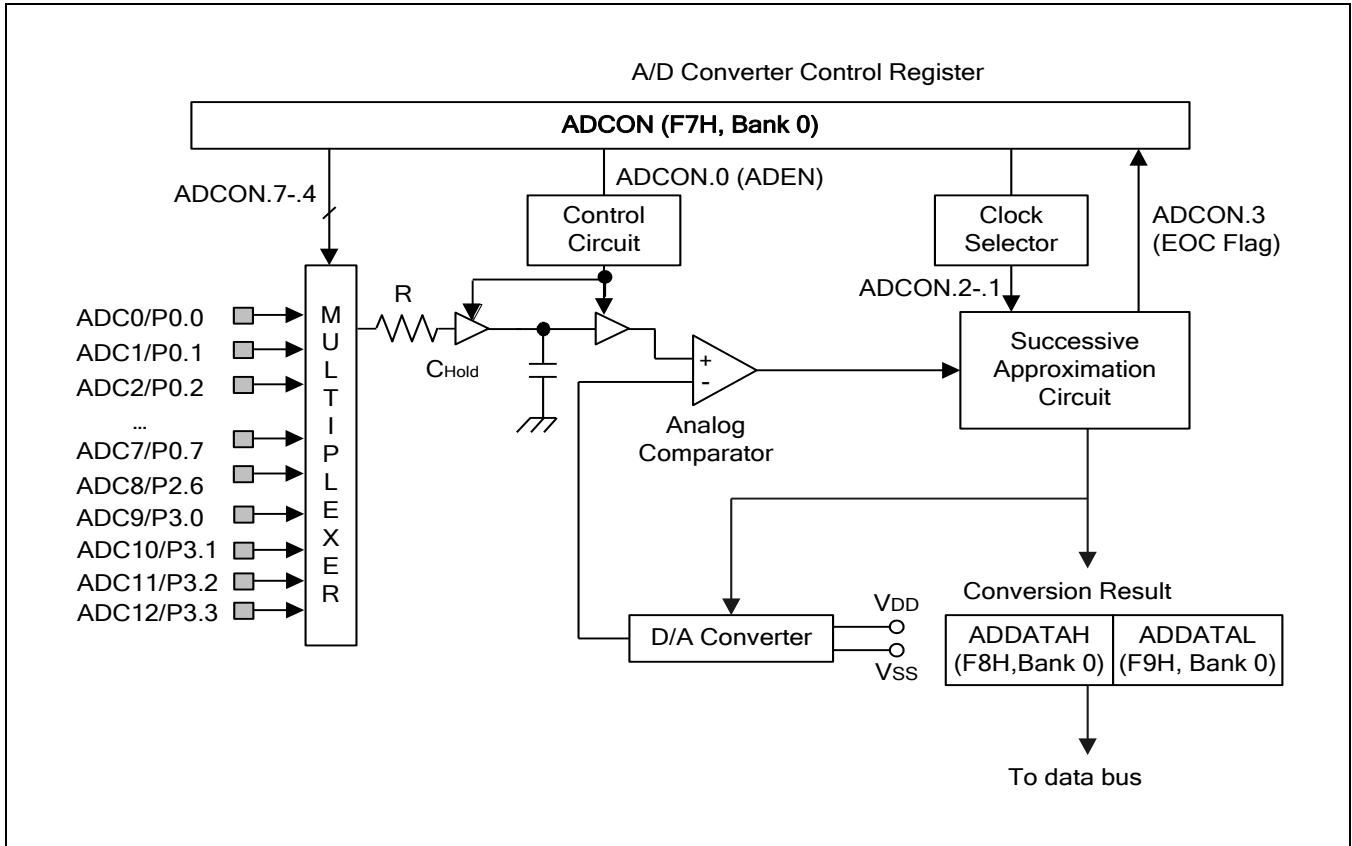 A/D Converter Control Register
ADCON (F7H, Bank 0)
ADCON.7-.4
ADCON.0 (ADEN)
Control
Circuit
Clock
Selector
ADCON.3
(EOC Flag)
ADCON.2-.1
ADC0/P0.0
ADC1/P0.1
ADC2/P0.2
...
ADC7/P0.7
ADC8/P2.6
ADC9/P3.0
ADC10/P3.1
ADC11/P3.2
ADC12/P3.3
MULTIPLEXER
R
CHold
+
-
Analog
Comparator
Successive
Approximation
Circuit
D/A Converter
VDD
VSS
Conversion Result
ADDATAH
(F8H,Bank 0)
ADDATAL
(F9H, Bank 0)
To data bus